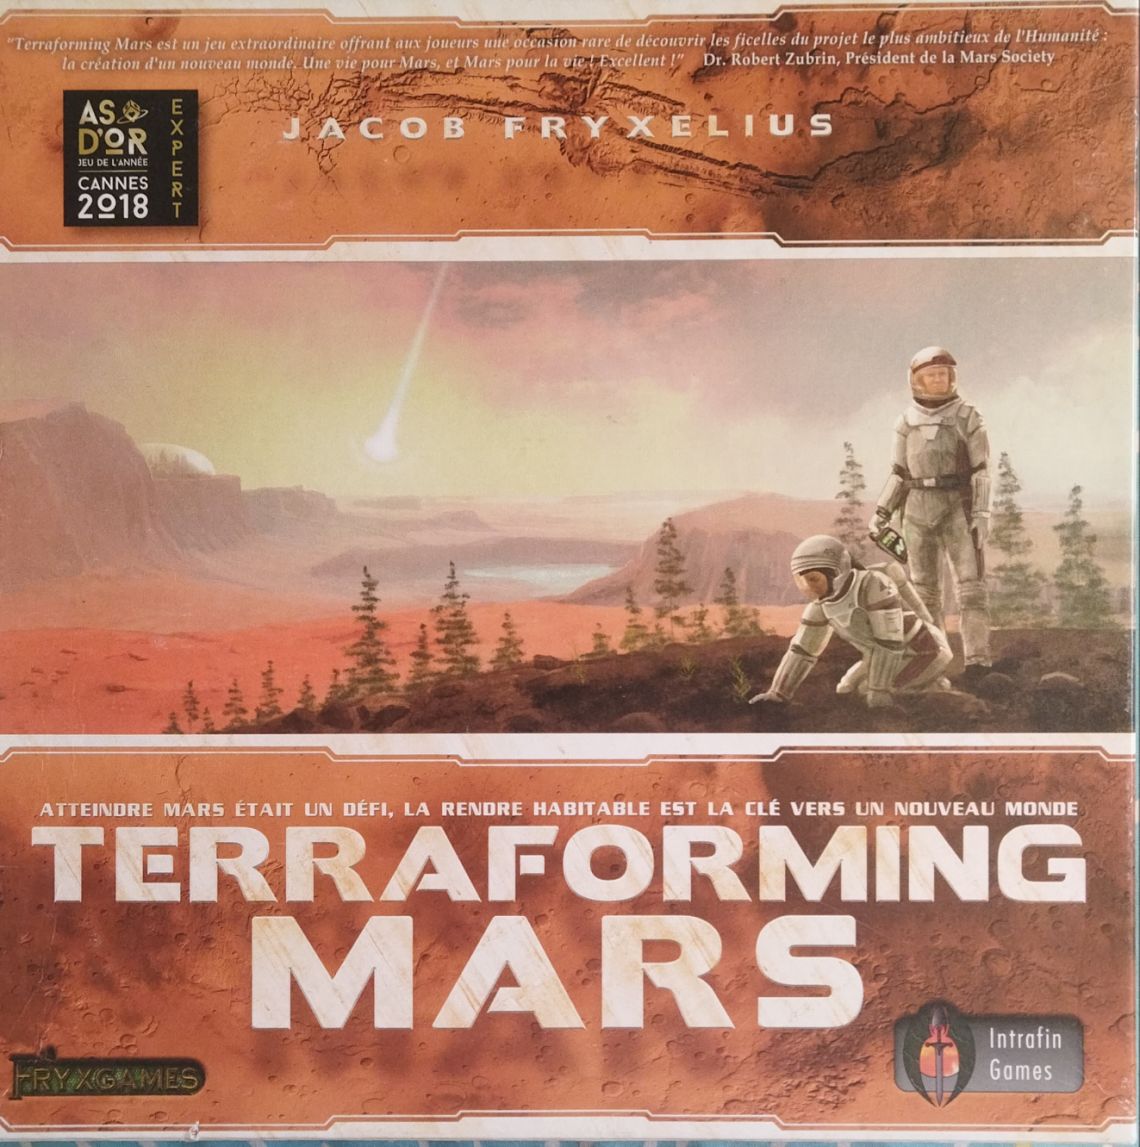 "Terraforming Mars est un jeu extraordinaire offrant aux joueurs une occasion rare de découvrir les ficelles du projet le plus ambitieux de l'Humanité :
la création d'un nouveau monde. Une vie pour Mars, et Mars pour la vie ! Excellent !" Dr. Robert Zubrin, Président de la Mars Society
AS
D'OR
JEU DE L'ANNÉE
CANNES
2018
EXPERT
JACOB FRYXELIUS
ATTEINDRE MARS ÉTAIT UN DÉFI, LA RENDRE HABITABLE EST LA CLÉ VERS UN NOUVEAU MONDE
TERRAFORMING
MARS
FRYXGAMES
Intrafin
Games